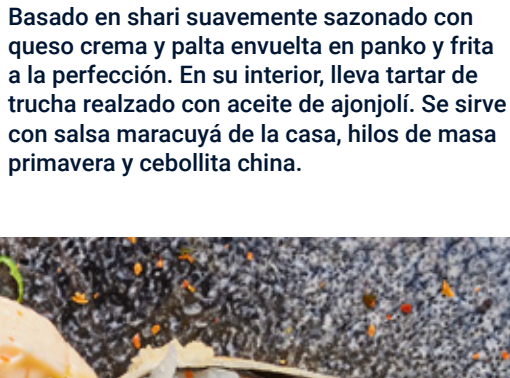 Basado en shari suavemente sazonado con
queso crema y palta envuelta en panko y frita
a la perfección. En su interior, lleva tartar de
trucha realzado con aceite de ajonjolí. Se sirve
con salsa maracuyá de la casa, hilos de masa
primavera y cebollita china.